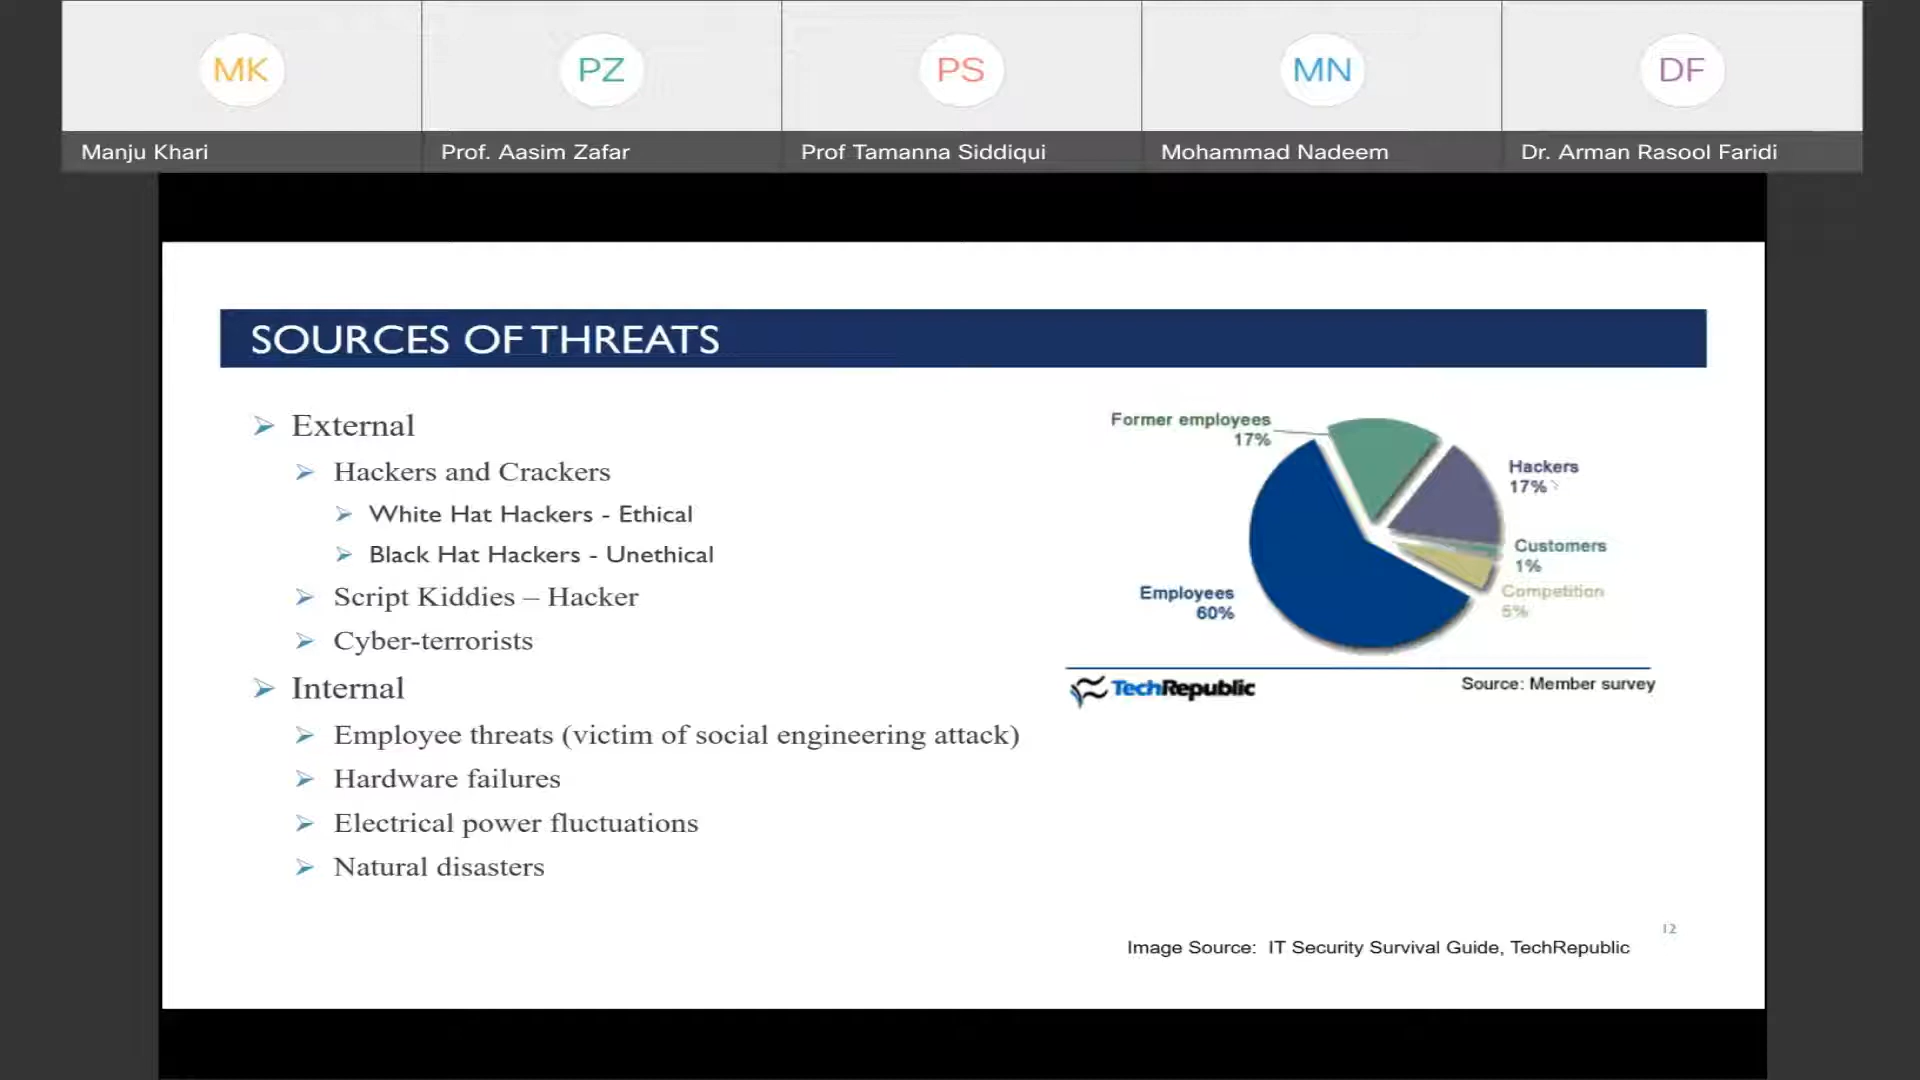 MK
PZ
PS
MN
DF
Manju Khari
Prof. Aasim Zafar
Prof Tamanna Siddiqui
Mohammad Nadeem
Dr. Arman Rasool Faridi
SOURCES OF THREATS
External
Hackers and Crackers
White Hat Hackers - Ethical
Black Hat Hackers - Unethical
Script Kiddies – Hacker
Cyber-terrorists
Internal
Employee threats (victim of social engineering attack)
Hardware failures
Electrical power fluctuations
Natural disasters
Former employees
17%
Hackers
17%
Customers
1%
Competition
5%
Employees
60%
TechRepublic
Source: Member survey
12
Image Source: IT Security Survival Guide, TechRepublic